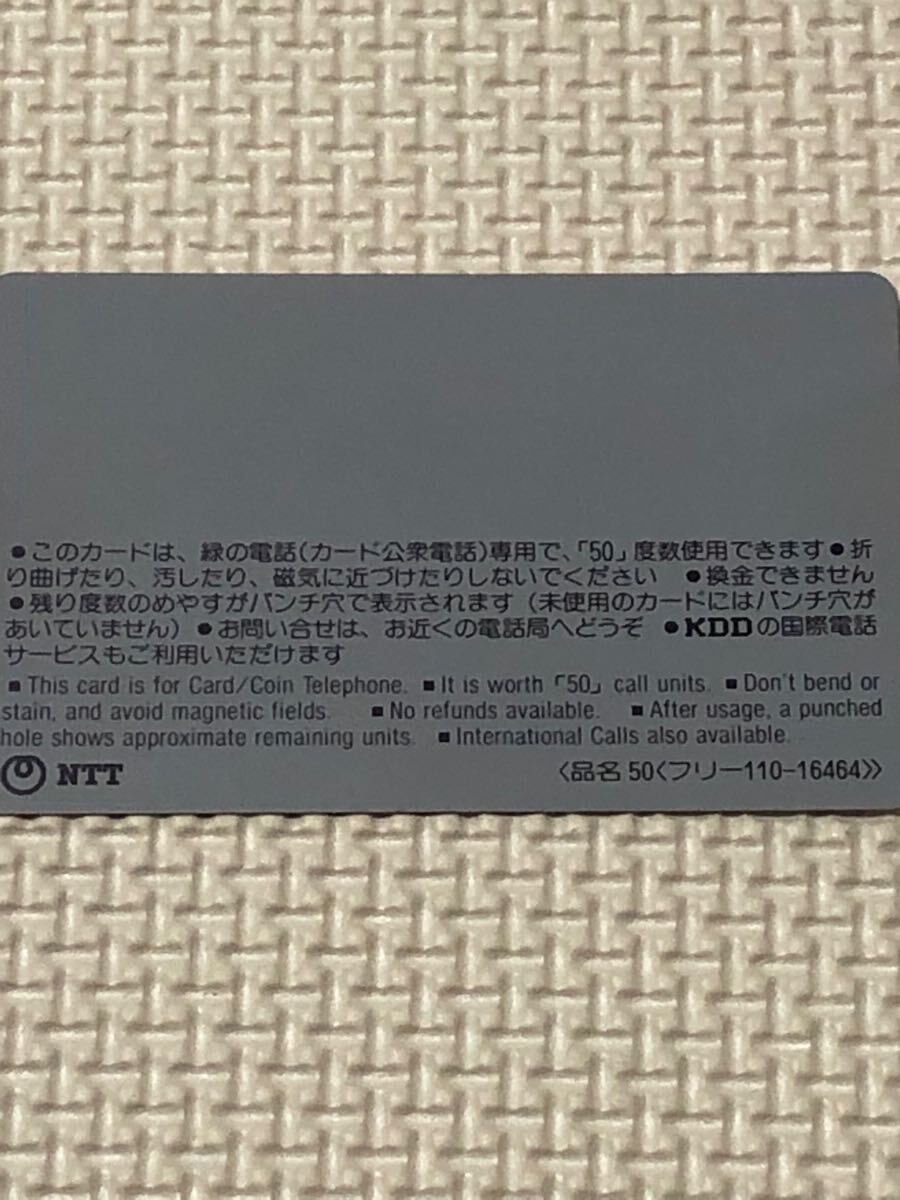 ●このカードは、緑の電話(カード公衆電話)専用で、「50」度数使用できます●折
り曲げたり、汚したり、磁気に近づけたりしないでください ●換金できません
●残り度数のめやすがパンチ穴で表示されます(未使用のカードにはパンチ穴が
あいていません)●お問い合せは、お近くの電話局へどうぞ ●KDDの国際電話
サービスもご利用いただけます
■This card is for Card/Coin Telephone. ■It is worth「50」call units. ■Don't bend or
stain, and avoid magnetic fields. ■No refunds available. ■After usage, a punched
hole shows approximate remaining units. ■International Calls also available.
NTT 〈品名 50〈フリー110-16464〉〉